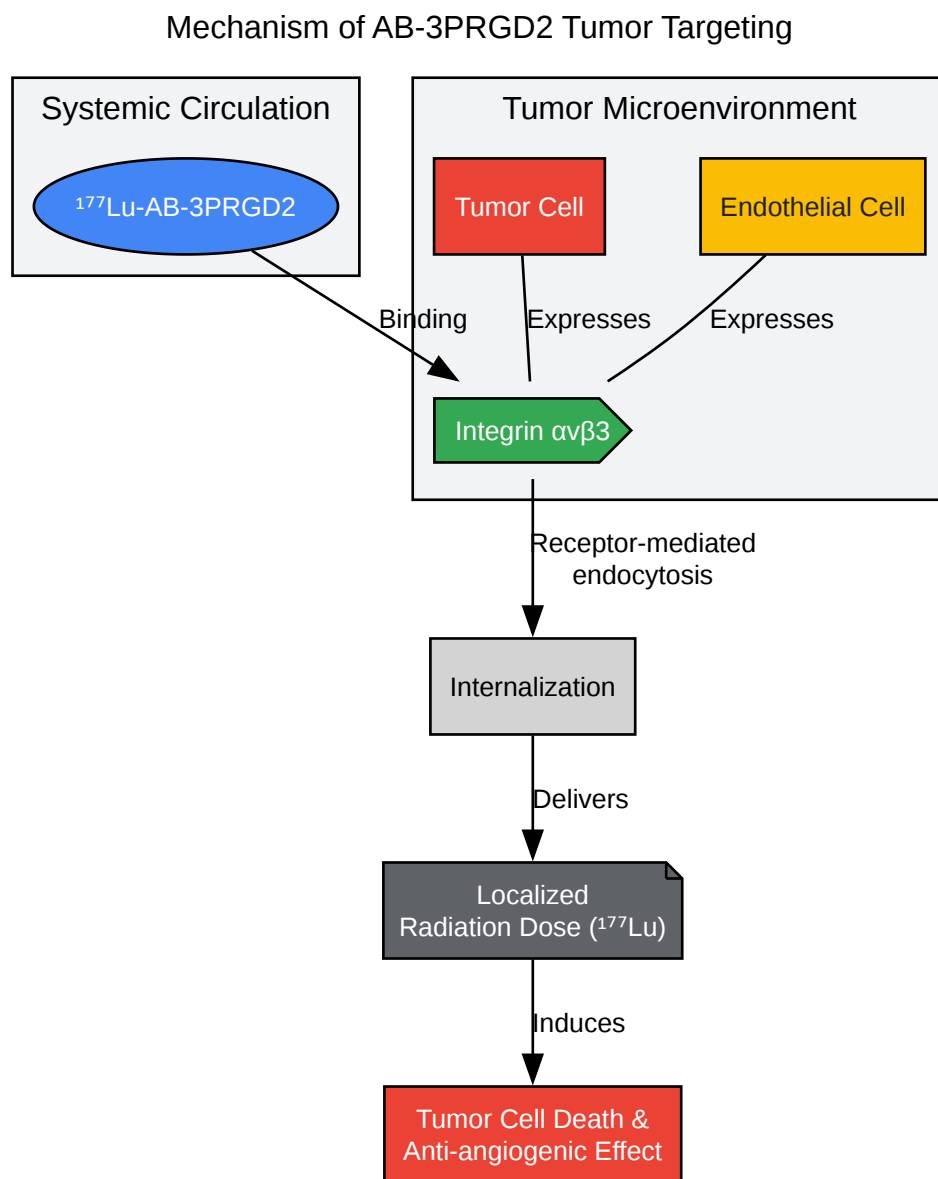 Mechanism of AB-3PRGD2 Tumor Targeting
Systemic Circulation
Tumor Microenvironment
¹⁷⁷Lu-AB-3PRGD2
Tumor Cell
Endothelial Cell
Binding
Expresses
Expresses
Integrin αvβ3
Receptor-mediated
endocytosis
Internalization
Delivers
Localized
Radiation Dose (¹⁷⁷Lu)
Induces
Tumor Cell Death &
Anti-angiogenic Effect